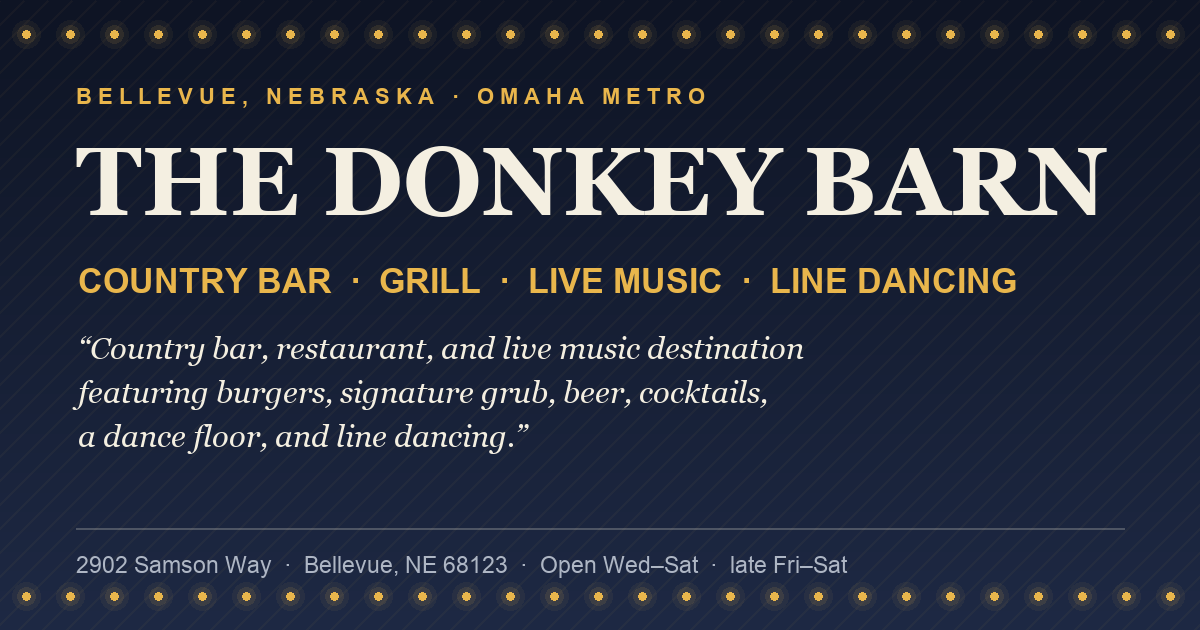 BELLEVUE, NEBRASKA · OMAHA METRO
THE DONKEY BARN
COUNTRY BAR · GRILL · LIVE MUSIC · LINE DANCING
“Country bar, restaurant, and live music destination
featuring burgers, signature grub, beer, cocktails,
a dance floor, and line dancing.”
2902 Samson Way · Bellevue, NE 68123 · Open Wed–Sat · late Fri–Sat